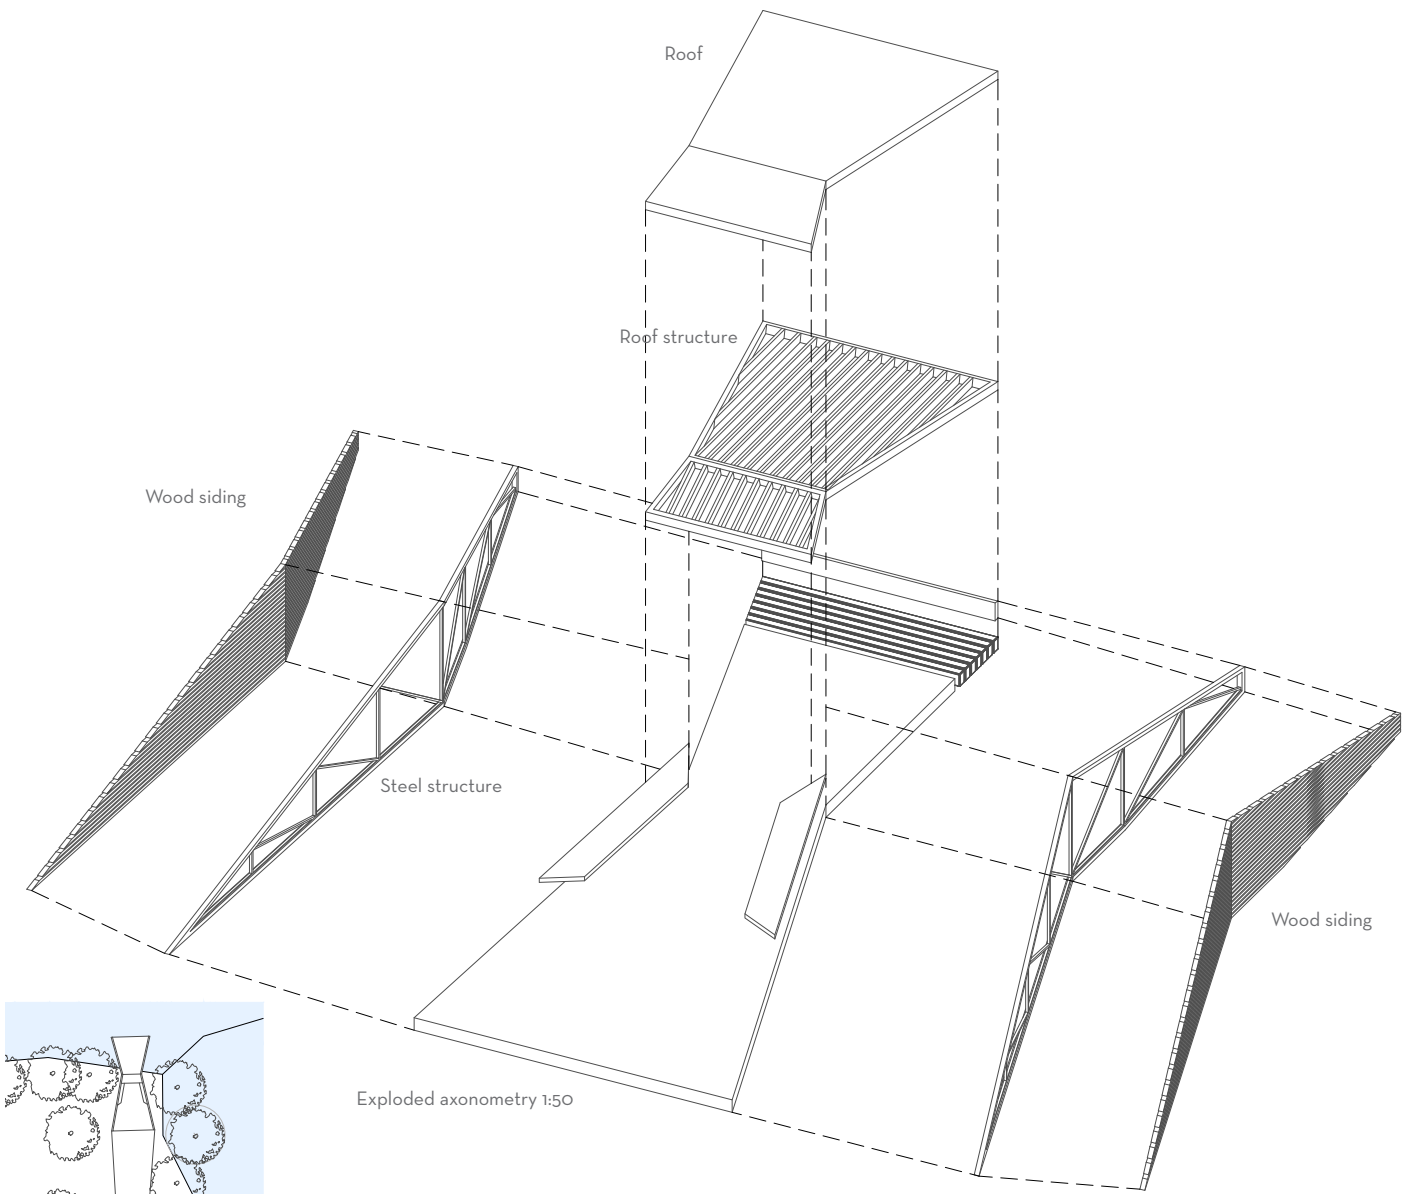 Roof
Roof structure
Wood siding
Steel structure
Wood siding
Exploded axonometry 1:50